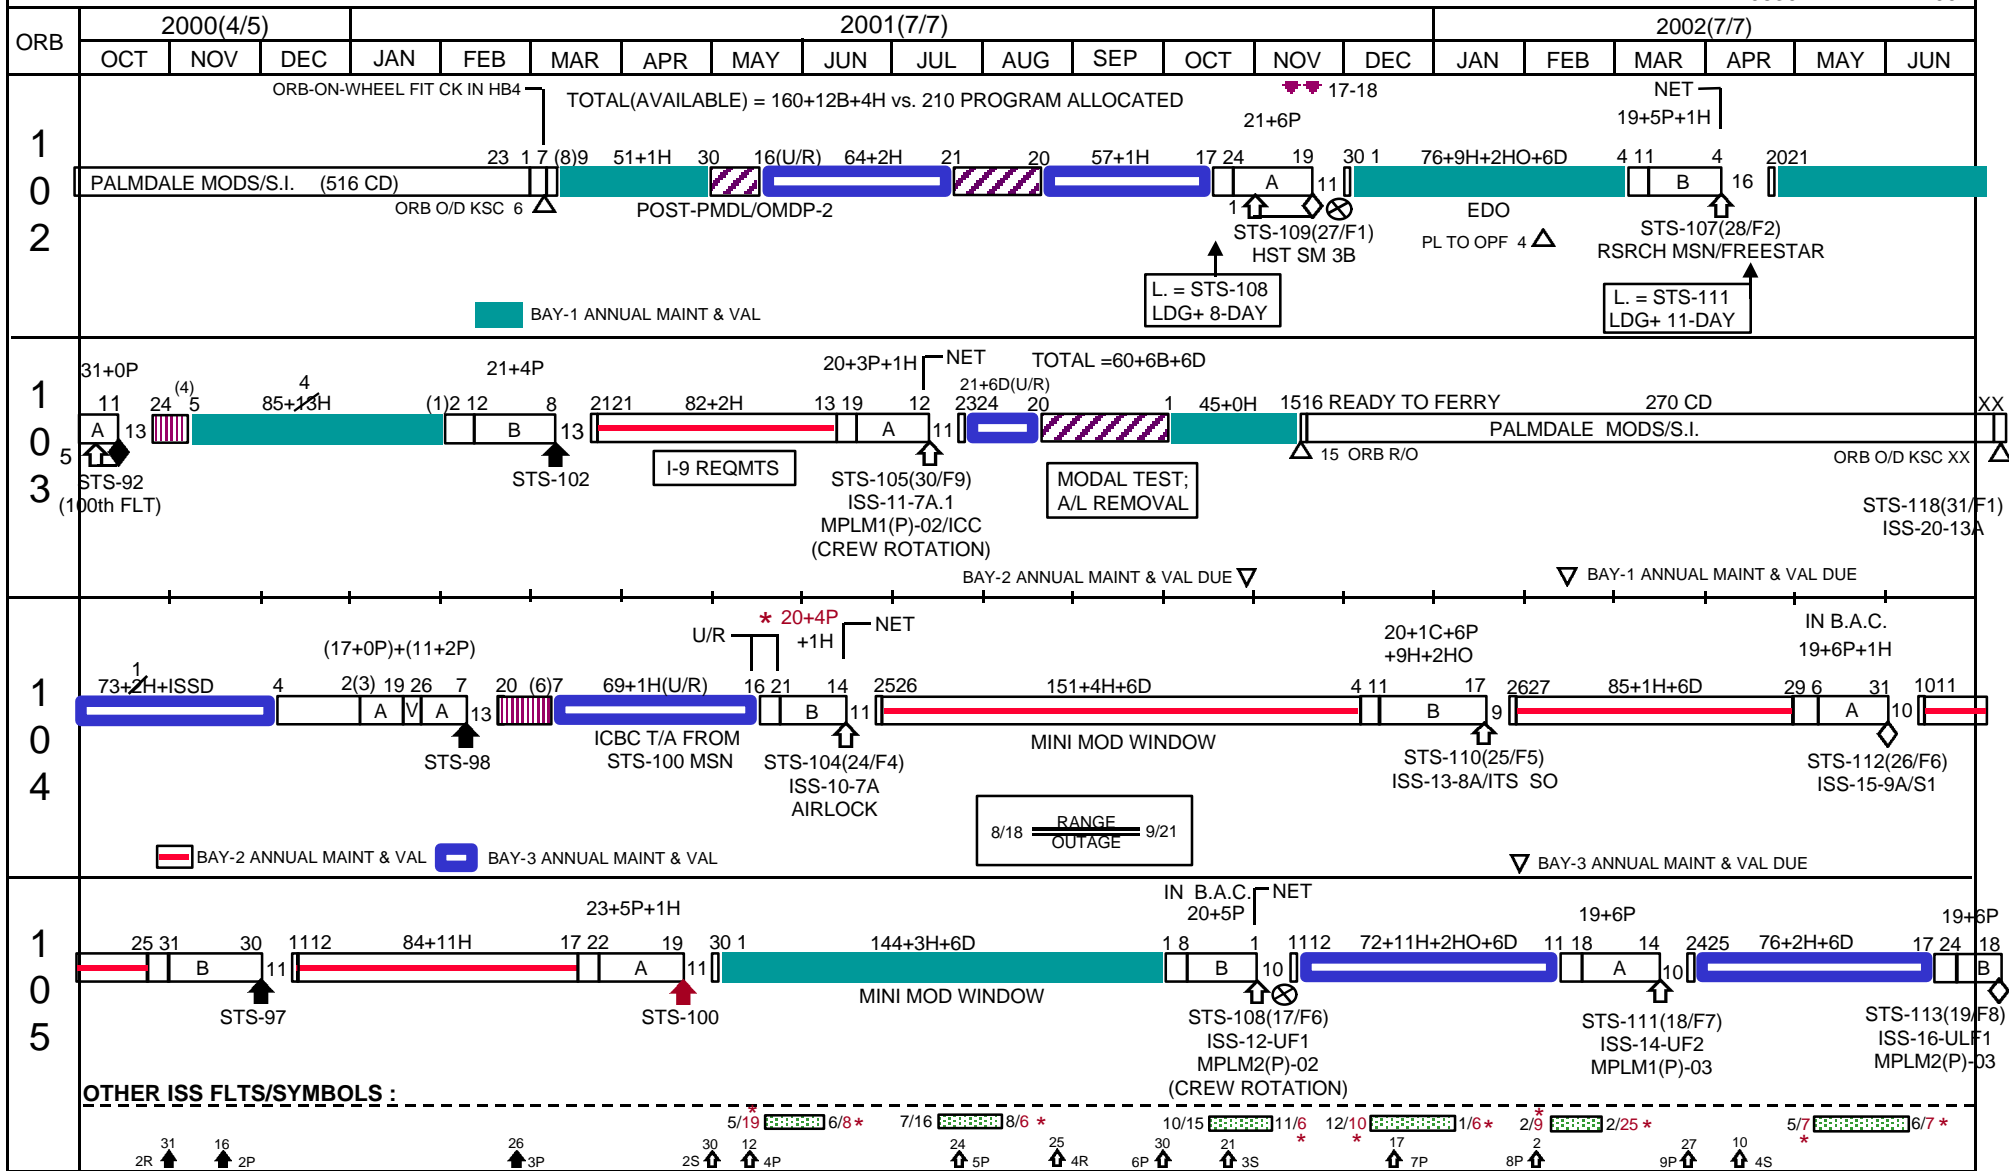 ORB
2000(4/5)
2001(7/7)
2002(7/7)
OCT NOV DEC JAN FEB MAR APR MAY JUN JUL AUG SEP OCT NOV DEC JAN FEB MAR APR MAY JUN
102
ORB-ON-WHEEL FIT CK IN HB4
TOTAL(AVAILABLE) = 160+12B+4H vs. 210 PROGRAM ALLOCATED
17-18
NET
21+6P
19+5P+1H
23 1 7 (8)9 51+1H 30 16(U/R) 64+2H 21 20 57+1H 17 24 19 30 1 76+9H+2HO+6D 4 11 4 2021
PALMDALE MODS/S.I. (516 CD)
A 11 B 16
ORB O/D KSC 6
POST-PMDL/OMDP-2
1
EDO
STS-109(27/F1)
HST SM 3B
PL TO OPF 4
STS-107(28/F2)
RSRCH MSN/FREESTAR
L. = STS-108
LDG+ 8-DAY
L. = STS-111
LDG+ 11-DAY
BAY-1 ANNUAL MAINT & VAL
103
31+0P
21+4P
20+3P+1H
NET
TOTAL =60+6B+6D
21+6D(U/R)
4
11 24 (4) 5 85+13H (1)2 12 8 2121 82+2H 13 19 12 2324 20 1 45+0H 1516 READY TO FERRY 270 CD XX
A 13 B 13 A 11 PALMDALE MODS/S.I.
5
15 ORB R/O
ORB O/D KSC XX
STS-92
(100th FLT)
STS-102
I-9 REQMTS
STS-105(30/F9)
ISS-11-7A.1
MPLM1(P)-02/ICC
(CREW ROTATION)
MODAL TEST;
A/L REMOVAL
STS-118(31/F1)
ISS-20-13A
BAY-2 ANNUAL MAINT & VAL DUE
BAY-1 ANNUAL MAINT & VAL DUE
104
U/R
* 20+4P
+1H
NET
IN B.A.C.
(17+0P)+(11+2P)
20+1C+6P
+9H+2HO
19+6P+1H
1
73+2H+ISSD 4 2(3) 19 26 7 20 (6)7 69+1H(U/R) 16 21 14 2526 151+4H+6D 4 11 17 2627 85+1H+6D 29 6 31 1011
A V A 13 B 11 B 9 A 10
STS-98
ICBC T/A FROM
STS-100 MSN
STS-104(24/F4)
ISS-10-7A
AIRLOCK
MINI MOD WINDOW
STS-110(25/F5)
ISS-13-8A/ITS SO
STS-112(26/F6)
ISS-15-9A/S1
8/18 RANGE OUTAGE 9/21
BAY-2 ANNUAL MAINT & VAL
BAY-3 ANNUAL MAINT & VAL
BAY-3 ANNUAL MAINT & VAL DUE
105
IN B.A.C.
NET
23+5P+1H
20+5P
19+6P
19+6P
25 31 30 1112 84+11H 17 22 19 30 1 144+3H+6D 1 8 1 1112 72+11H+2HO+6D 11 18 14 2425 76+2H+6D 17 24 18
B 11 A 11 B 10 A 10 B
STS-97
STS-100
MINI MOD WINDOW
STS-108(17/F6)
ISS-12-UF1
MPLM2(P)-02
(CREW ROTATION)
STS-111(18/F7)
ISS-14-UF2
MPLM1(P)-03
STS-113(19/F8)
ISS-16-ULF1
MPLM2(P)-03
OTHER ISS FLTS/SYMBOLS :
5/19 * 6/8 * 7/16 8/6 * 10/15 11/6 * 12/10 * 1/6 * 2/9 * 2/25 * 5/7 * 6/7 *
31 16 26 30 12 24 25 30 21 17 2 27 10
2R 2P 3P 2S 4P 5P 4R 6P 3S 7P 8P 9P 4S